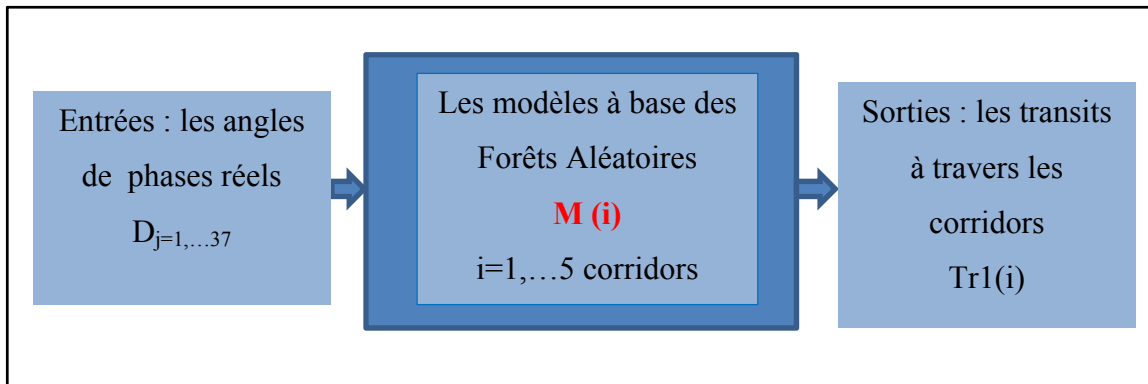 Entrées : les angles
de phases réels
D_{j=1,…37}
Les modèles à base des
Forêts Aléatoires
M (i)
i=1,…5 corridors
Sorties : les transits
à travers les
corridors
Tr1(i)